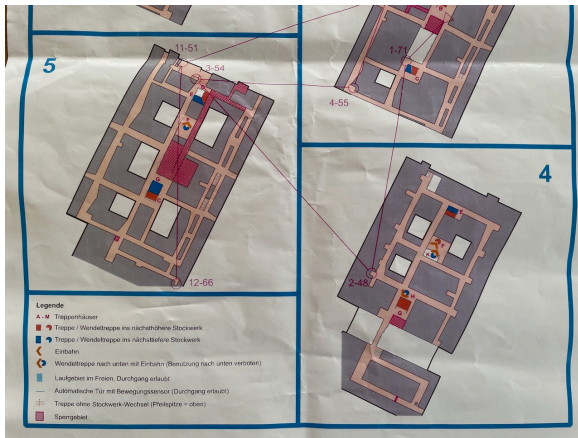 1-71
11-51
5
3-54
4-55
4
2-48
12-66
G
C
G
Legende
A - M Treppenhäuser
Treppe / Wendeltreppe ins nächsthöhere Stockwerk
Treppe / Wendeltreppe ins nächsttiefere Stockwerk
Einbahn
Wendeltreppe nach unten mit Einbahn (Benutzung nach unten verboten)
Laufgebiet im Freien, Durchgang erlaubt
Automatische Tür mit Bewegungssensor (Durchgang erlaubt)
Treppe ohne Stockwerk-Wechsel (Pfeilspitze = oben)
Sperrgebiet